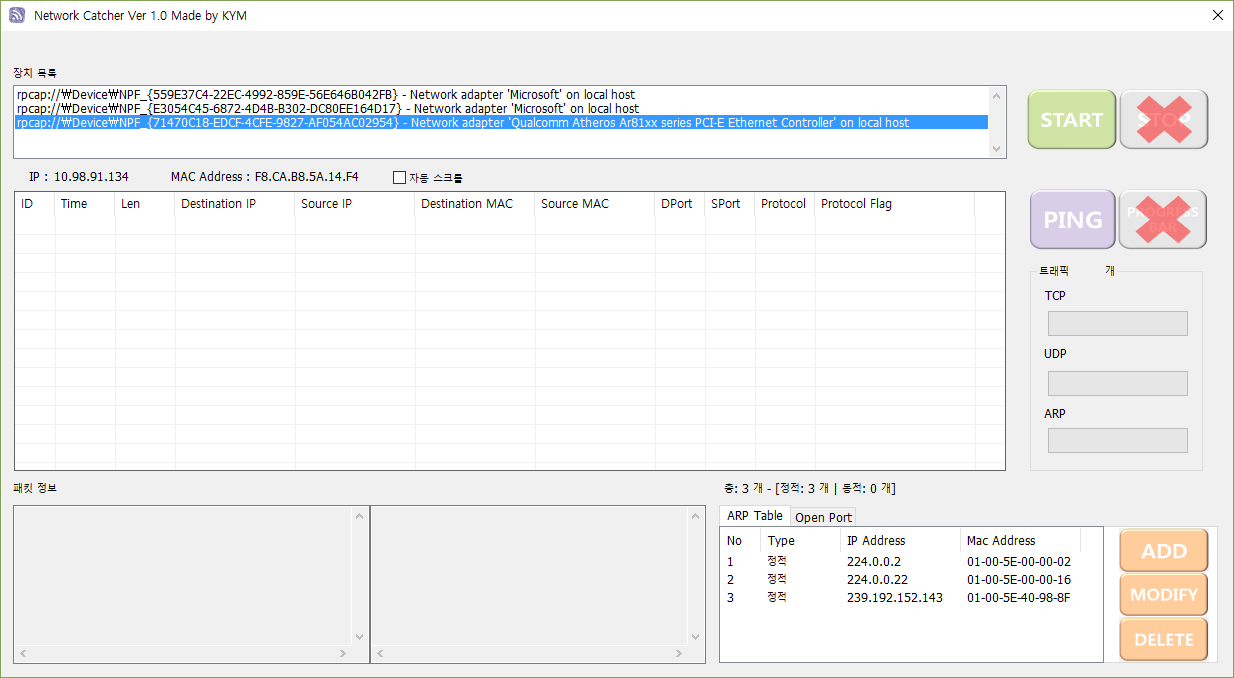 Network Catcher Ver 1.0 Made by KYM
장치 목록
rpcap://₩Device₩NPF_{559E37C4-22EC-4992-859E-56E646B042FB} - Network adapter 'Microsoft' on local host
rpcap://₩Device₩NPF_{E3054C45-6872-4D4B-B302-DC80EE164D17} - Network adapter 'Microsoft' on local host
rpcap://₩Device₩NPF_{71470C18-EDCF-4CFE-9827-AF054AC02954} - Network adapter 'Qualcomm Atheros Ar81xx series PCI-E Ethernet Controller' on local host
START STOP
IP : 10.98.91.134 MAC Address : F8.CA.B8.5A.14.F4 자동 스크롤
ID Time Len Destination IP Source IP Destination MAC Source MAC DPort SPort Protocol Protocol Flag
PING PROGRESS
BAR
트래픽 개
TCP
UDP
ARP
패킷 정보
총: 3 개 - [정적: 3 개 | 동적: 0 개]
ARP Table Open Port
No Type IP Address Mac Address
1 정적 224.0.0.2 01-00-5E-00-00-02
2 정적 224.0.0.22 01-00-5E-00-00-16
3 정적 239.192.152.143 01-00-5E-40-98-8F
ADD
MODIFY
DELETE